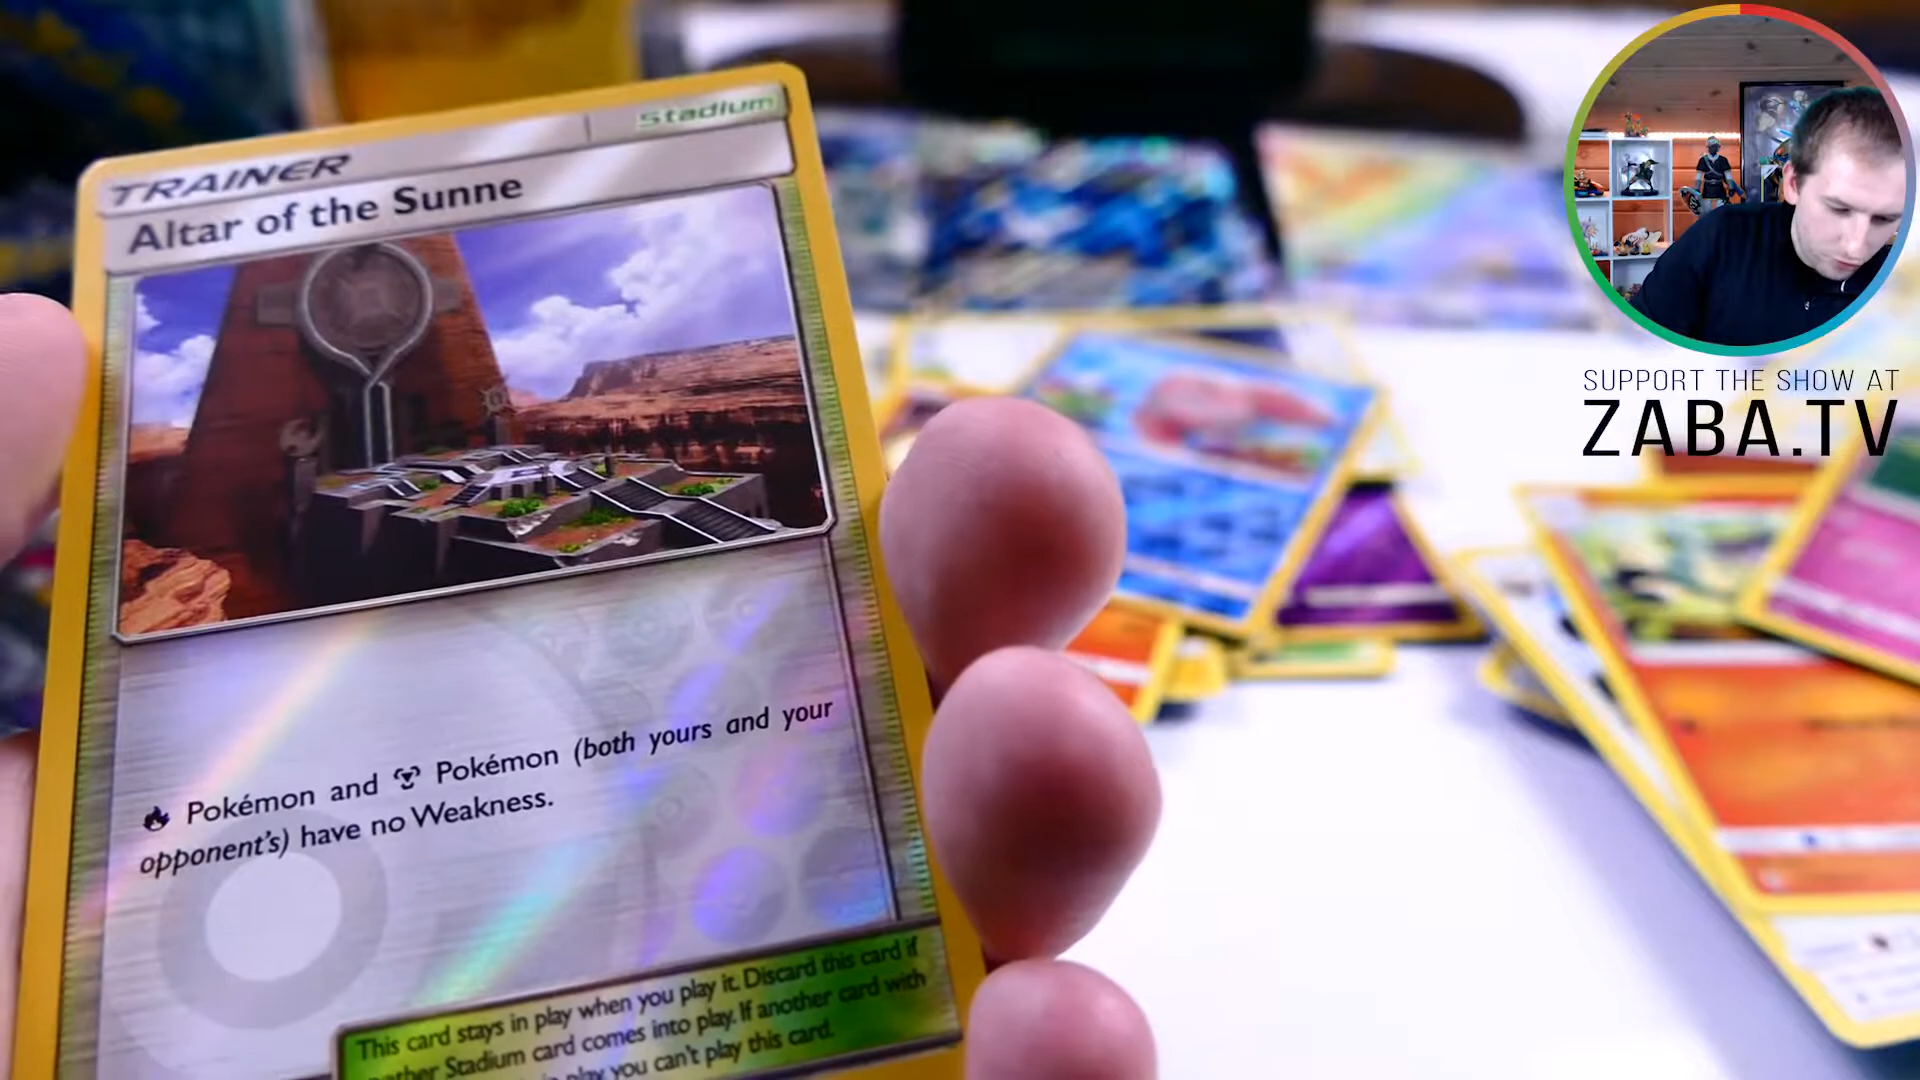 TRAINER
Stadium
Altar of the Sunne
Pokémon and Pokémon (both yours and your
opponent's) have no Weakness.
This card stays in play when you play it. Discard this card if
another Stadium card comes into play. If another card with
play you can't play this card.
SUPPORT THE SHOW AT
ZABA.TV